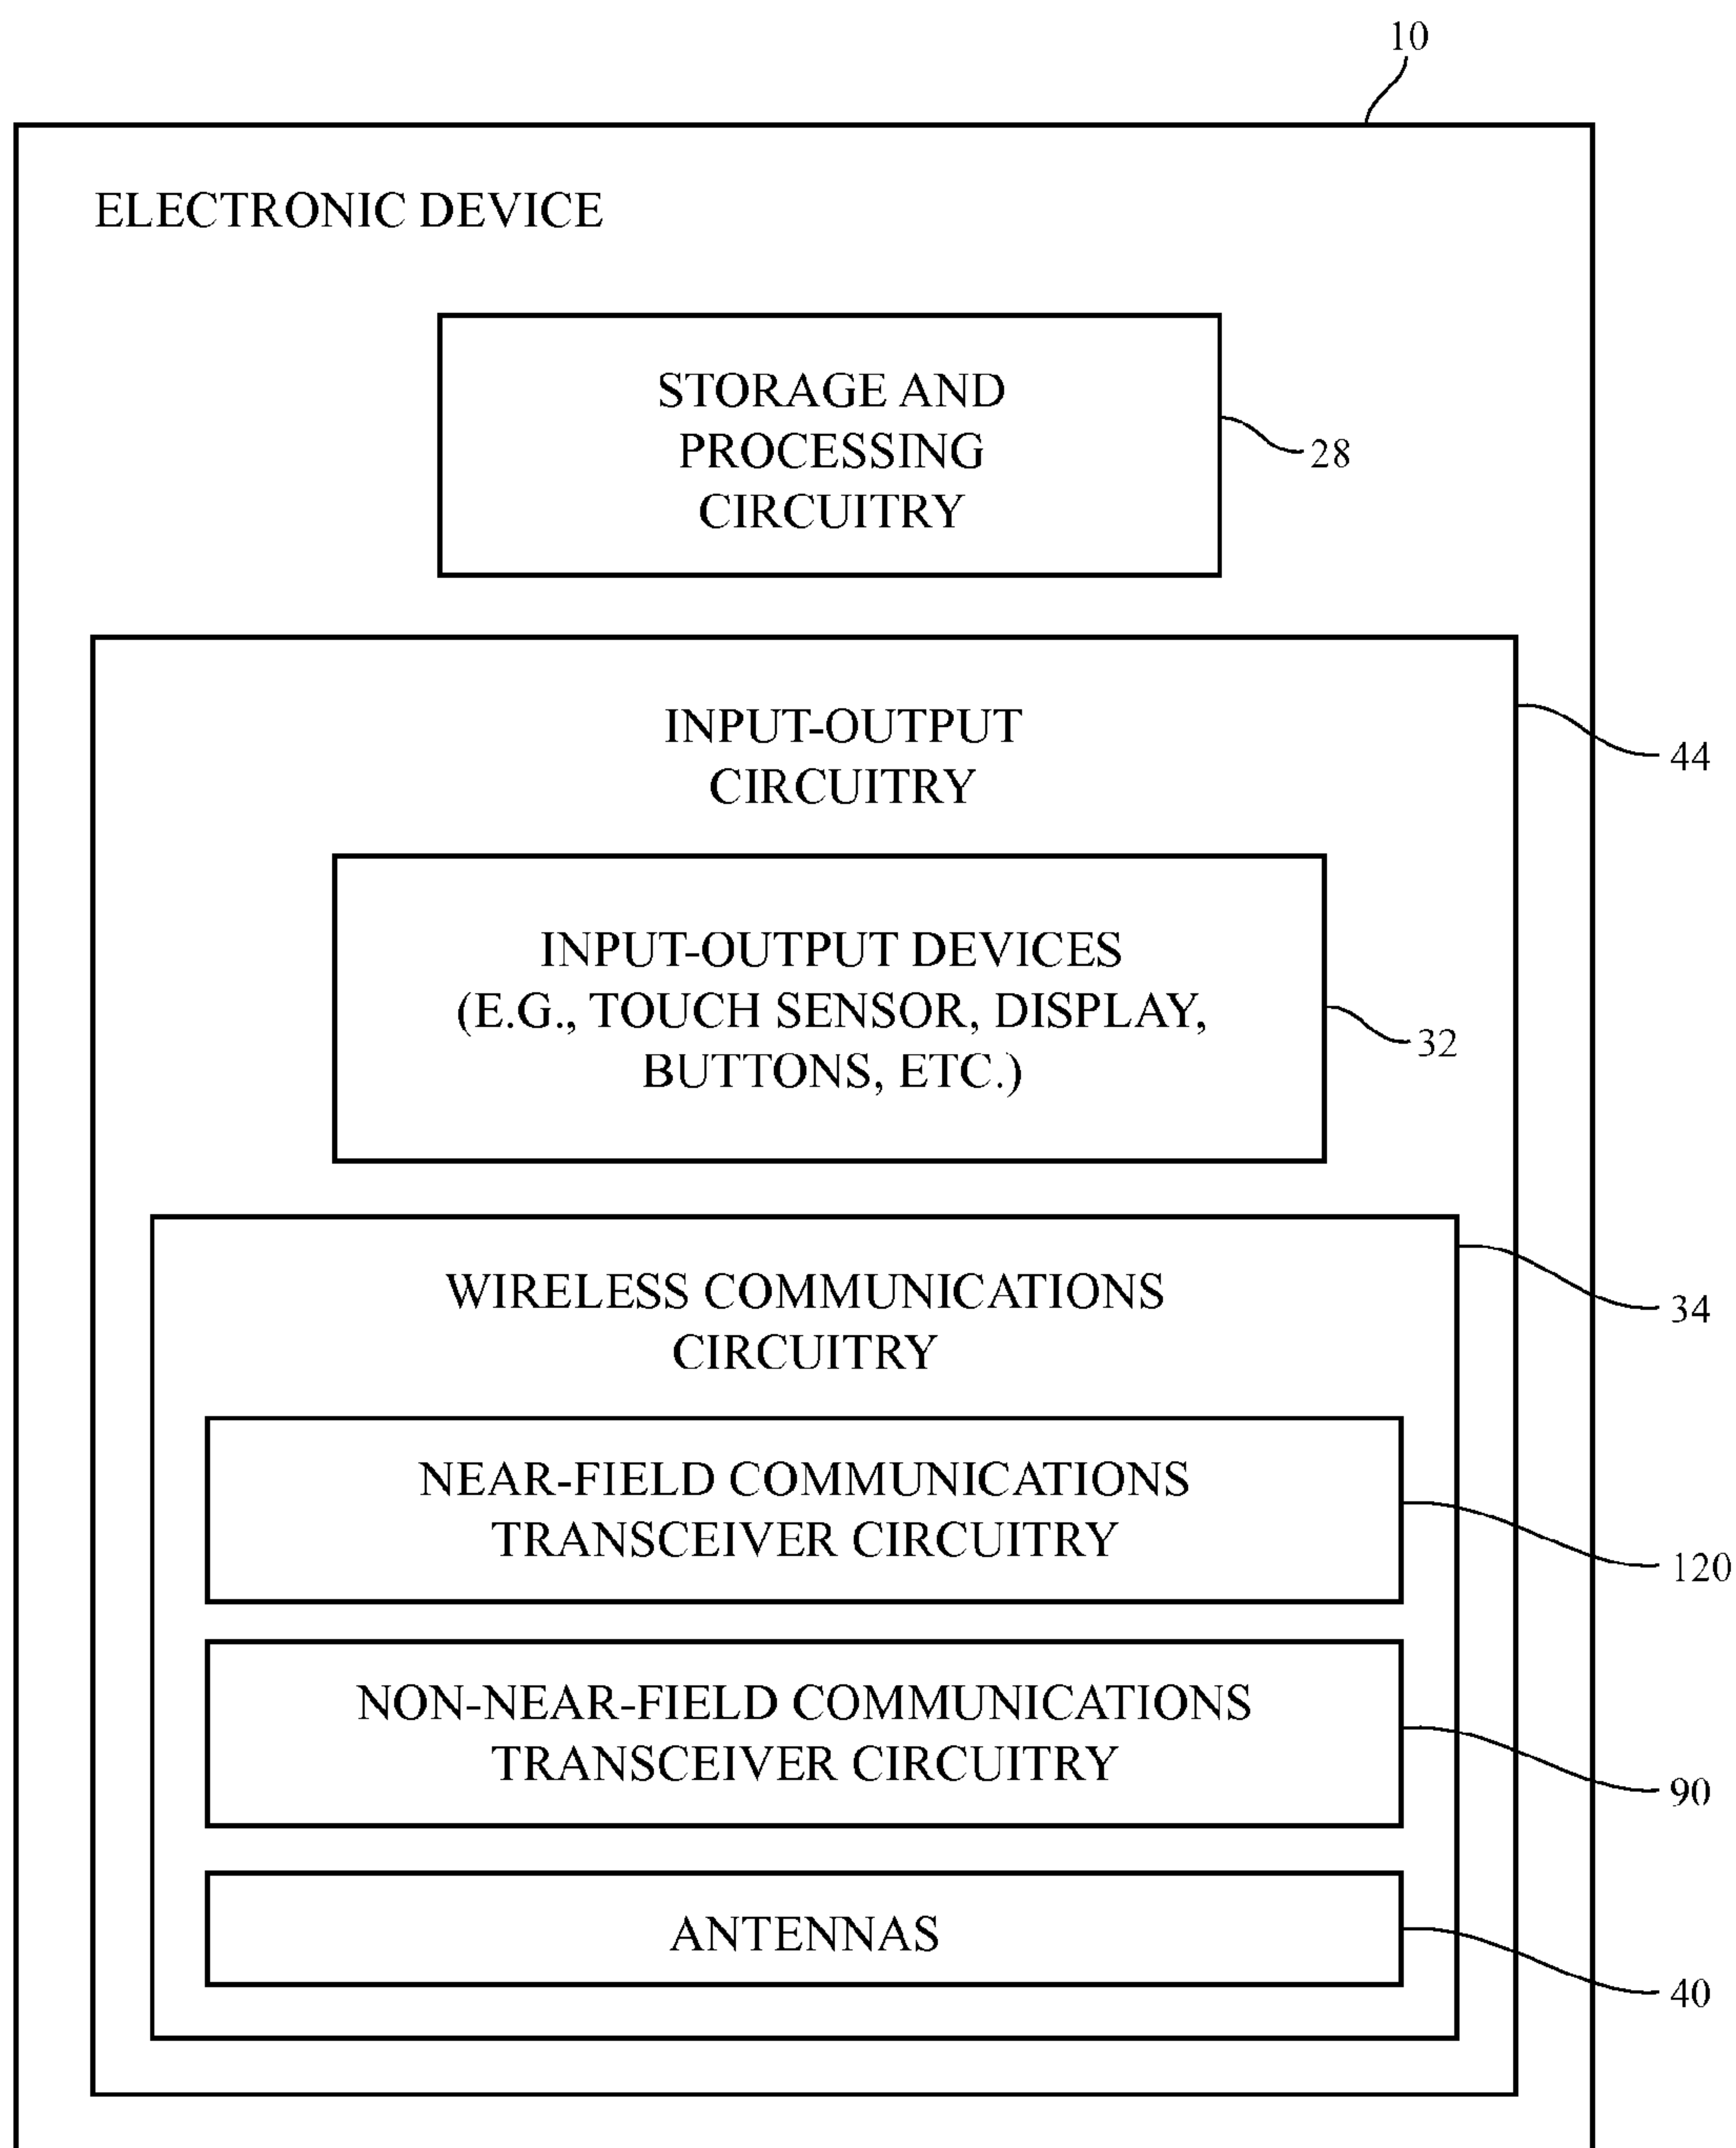 10
ELECTRONIC DEVICE
STORAGE AND
PROCESSING
CIRCUITRY
28
INPUT-OUTPUT
CIRCUITRY
44
INPUT-OUTPUT DEVICES
(E.G., TOUCH SENSOR, DISPLAY,
BUTTONS, ETC.)
32
WIRELESS COMMUNICATIONS
CIRCUITRY
34
NEAR-FIELD COMMUNICATIONS
TRANSCEIVER CIRCUITRY
120
NON-NEAR-FIELD COMMUNICATIONS
TRANSCEIVER CIRCUITRY
90
ANTENNAS
40